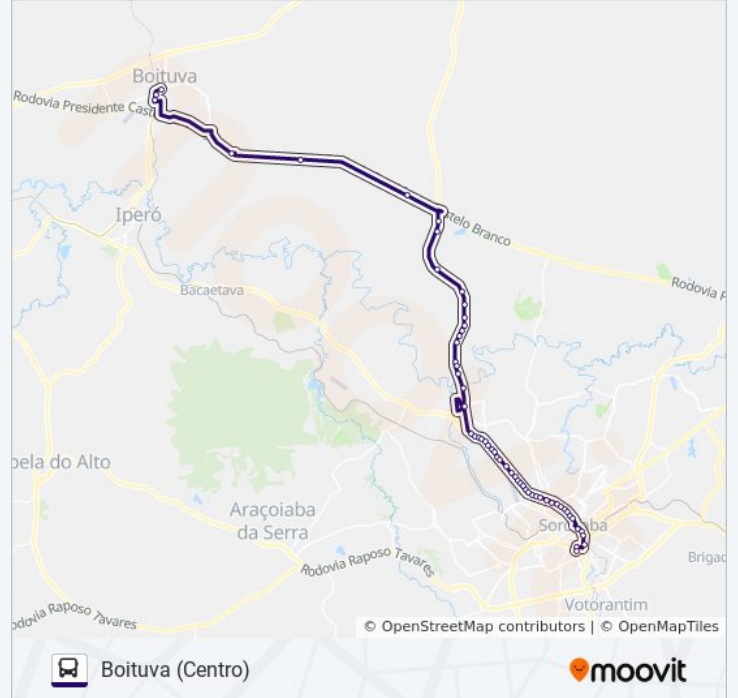 Boituva
Rodovia Presidente Cast
Iperó
telo Branco
Rodovia F
Bacaetava
pela do Alto
Araçoiaba
da Serra
Sorocaba
Rodovia Raposo Tavares
Brigad
Votorantim
odovia Raposo Tavares
© OpenStreetMap contributors | © OpenMapTiles
Boituva (Centro)
moovit